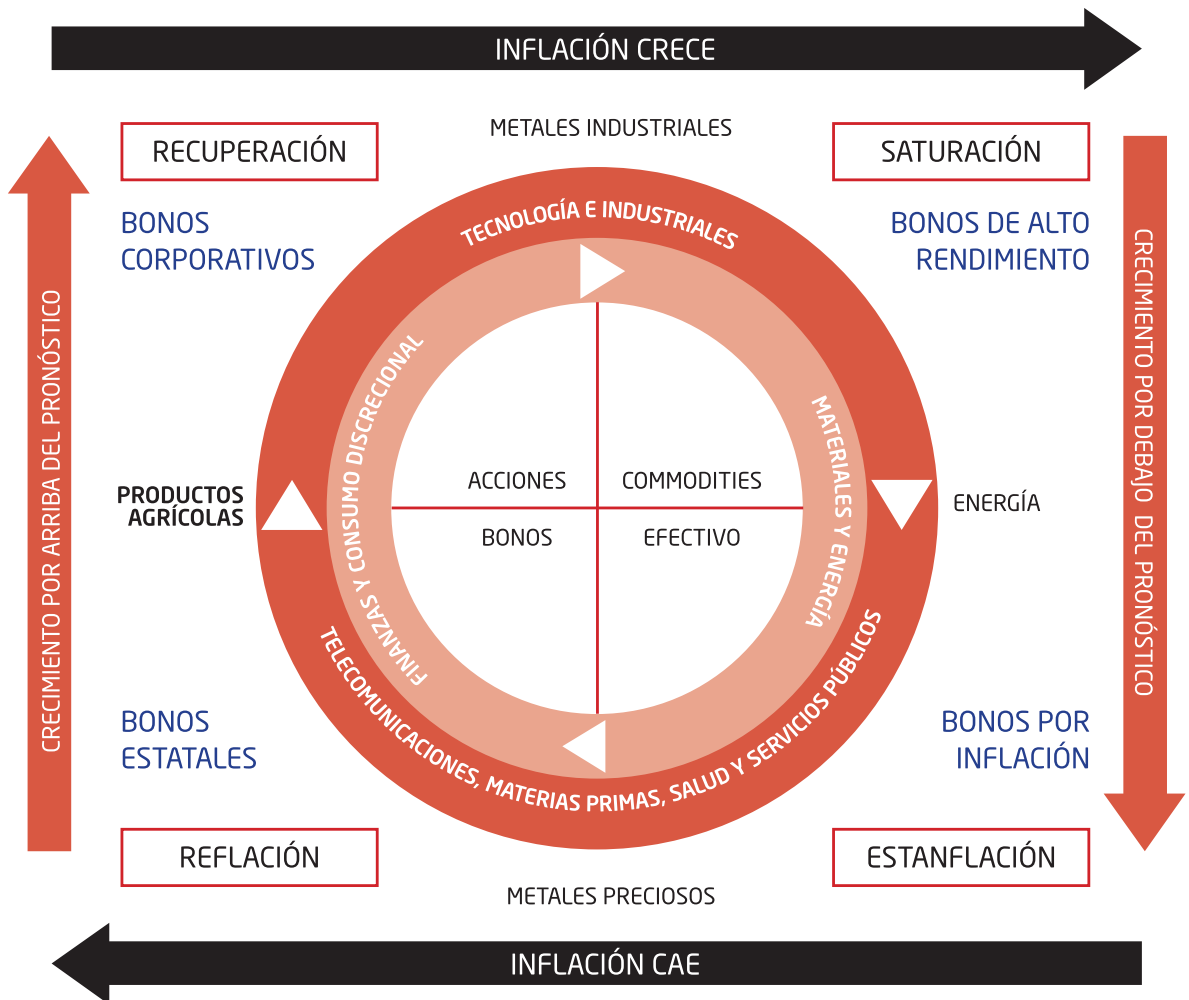 INFLACIÓN CRECE
METALES INDUSTRIALES
RECUPERACIÓN
SATURACIÓN
BONOS
CORPORATIVOS
BONOS DE ALTO
RENDIMIENTO
TECNOLOGÍA E INDUSTRIALES
CRECIMIENTO POR ARRIBA DEL PRONÓSTICO
CRECIMIENTO POR DEBAJO DEL PRONÓSTICO
FINANZAS Y CONSUMO DISCRECIONAL
MATERIALES Y ENERGÍA
ACCIONES
COMMODITIES
PRODUCTOS
AGRÍCOLAS
ENERGÍA
BONOS
EFECTIVO
TELECOMUNICACIONES, MATERIAS PRIMAS, SALUD Y SERVICIOS PÚBLICOS
BONOS
ESTATALES
BONOS POR
INFLACIÓN
REFLACIÓN
ESTANFLACIÓN
METALES PRECIOSOS
INFLACIÓN CAE